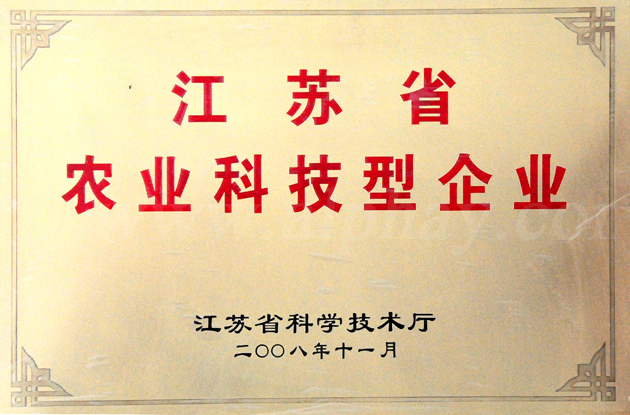 江苏省
农业科技型企业
江苏省科学技术厅
二〇〇八年十一月